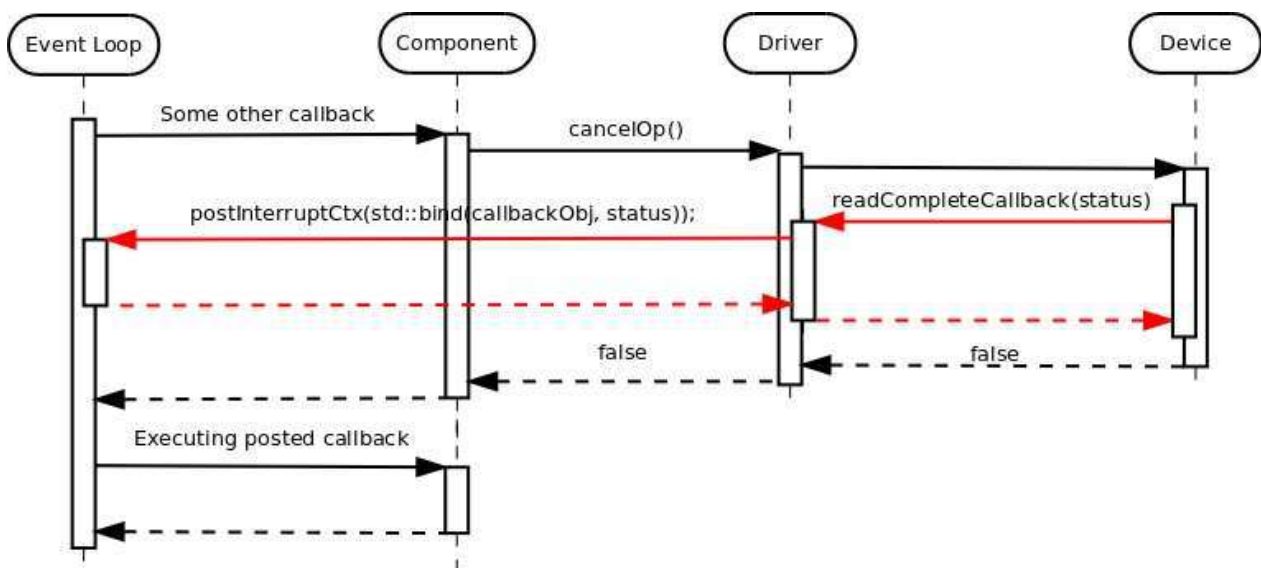 Event Loop
Component
Driver
Device
Some other callback
cancelOp()
readCompleteCallback(status)
postInterruptCtx(std::bind(callbackObj, status));
false
false
Executing posted callback